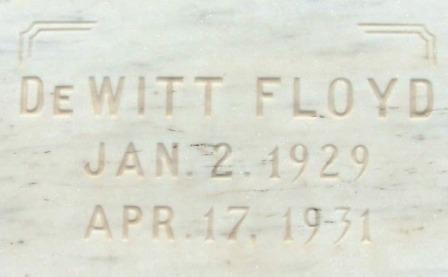 DeWITT FLOYD
JAN. 2. 1929
APR. 17, 1931